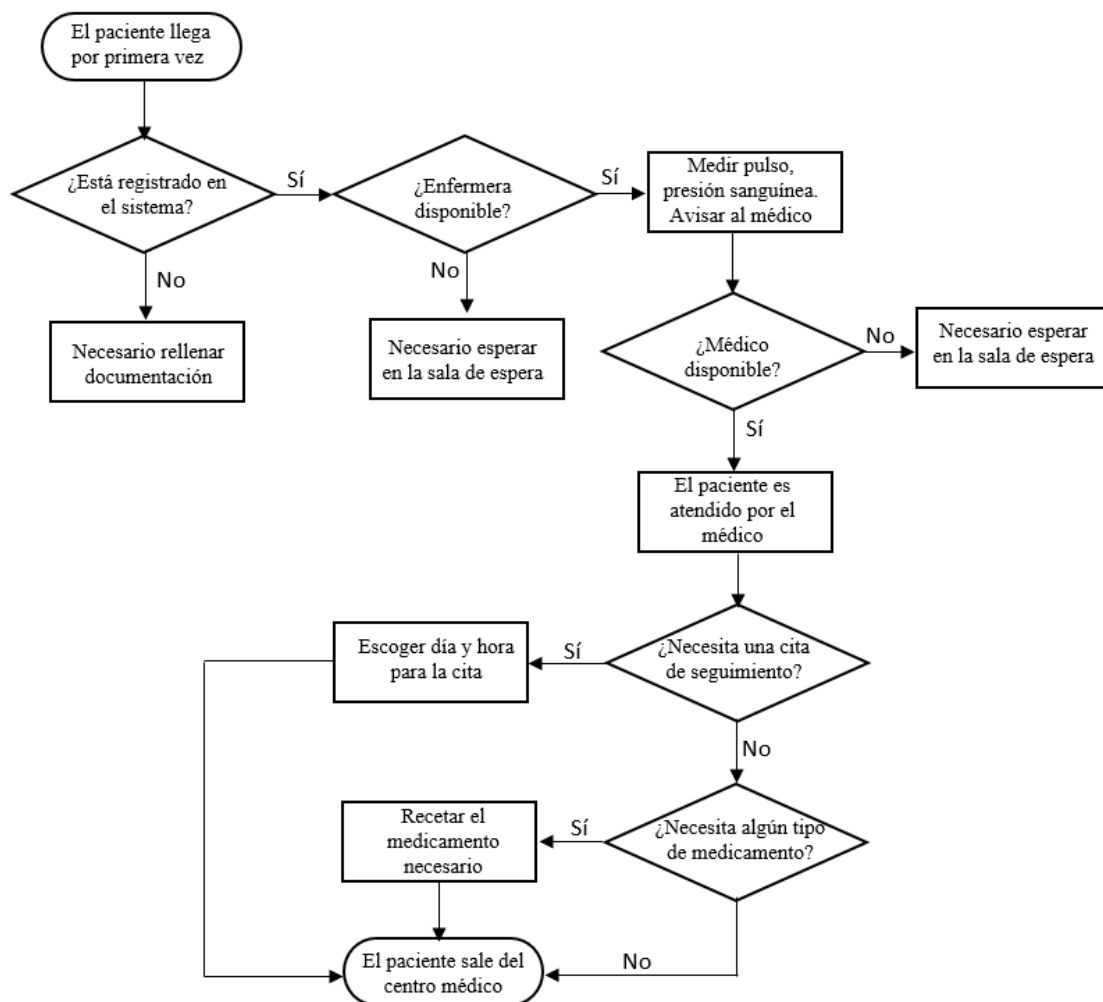 El paciente llega
por primera vez
¿Está registrado en
el sistema?
Sí
¿Enfermera
disponible?
Sí
Medir pulso,
presión sanguínea.
Avisar al médico
No
Necesario rellenar
documentación
No
Necesario esperar
en la sala de espera
¿Médico
disponible?
No
Necesario esperar
en la sala de espera
Sí
El paciente es
atendido por el
médico
¿Necesita una cita
de seguimiento?
Sí
Escoger día y hora
para la cita
No
¿Necesita algún tipo
de medicamento?
Sí
Recetar el
medicamento
necesario
No
El paciente sale del
centro médico